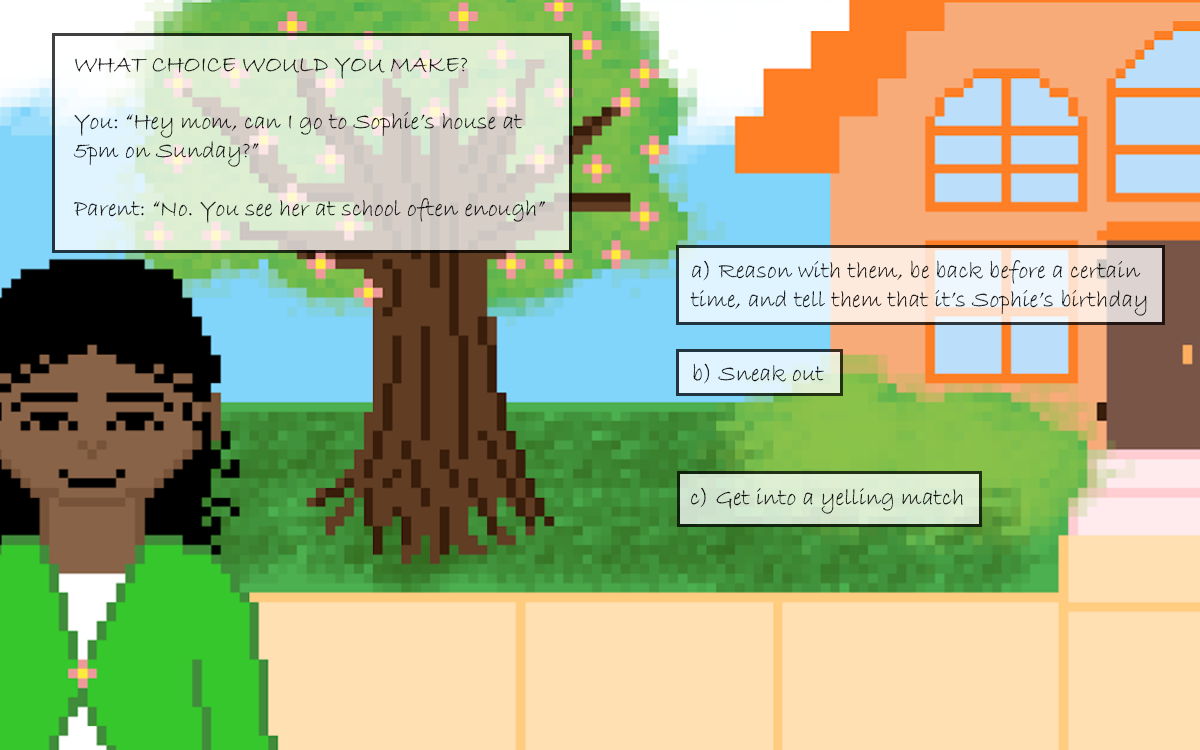 WHAT CHOICE WOULD YOU MAKE?
You: “Hey mom, can I go to Sophie’s house at
5pm on Sunday?”
Parent: “No. You see her at school often enough”
a) Reason with them, be back before a certain
time, and tell them that it’s Sophie’s birthday
b) Sneak out
c) Get into a yelling match